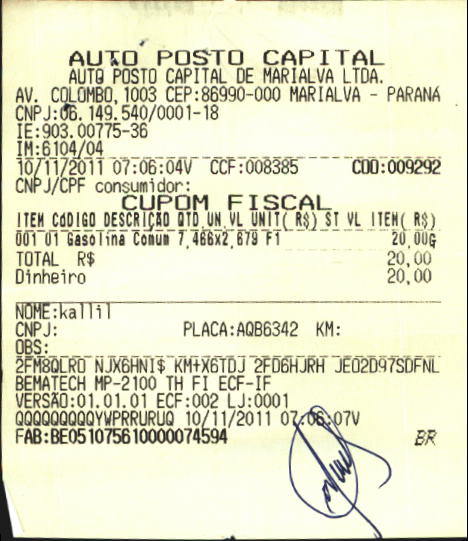 AUTO POSTO CAPITAL
AUTO POSTO CAPITAL DE MARIALVA LTDA.
AV. COLOMBO, 1003 CEP:86990-000 MARIALVA - PARANÁ
CNPJ:06.149.540/0001-18
IE:903.00775-36
IM:6104/04
10/11/2011 07:06:04V CCF:008385 COO:009292
CNPJ/CPF consumidor:
CUPOM FISCAL
ITEM CÓDIGO DESCRIÇÃO QTD.UN.VL UNIT( R$) ST VL ITEM( R$)
001 01 Gasolina Comum 7,466x2,679 F1 20,00G
TOTAL R$ 20,00
Dinheiro 20,00
NOME:kallil
CNPJ: PLACA:AQB6342 KM:
OBS:
2FM8QLRO NJX6HNI$ KM+X6TDJ 2FD6HJRH JEO2D97SDFNL
BEMATECH MP-2100 TH FI ECF-IF
VERSÃO:01.01.01 ECF:002 LJ:0001
QQQQQQQQQYWPRRURUQ 10/11/2011 07:06:07V
FAB:BE051075610000074594 BR